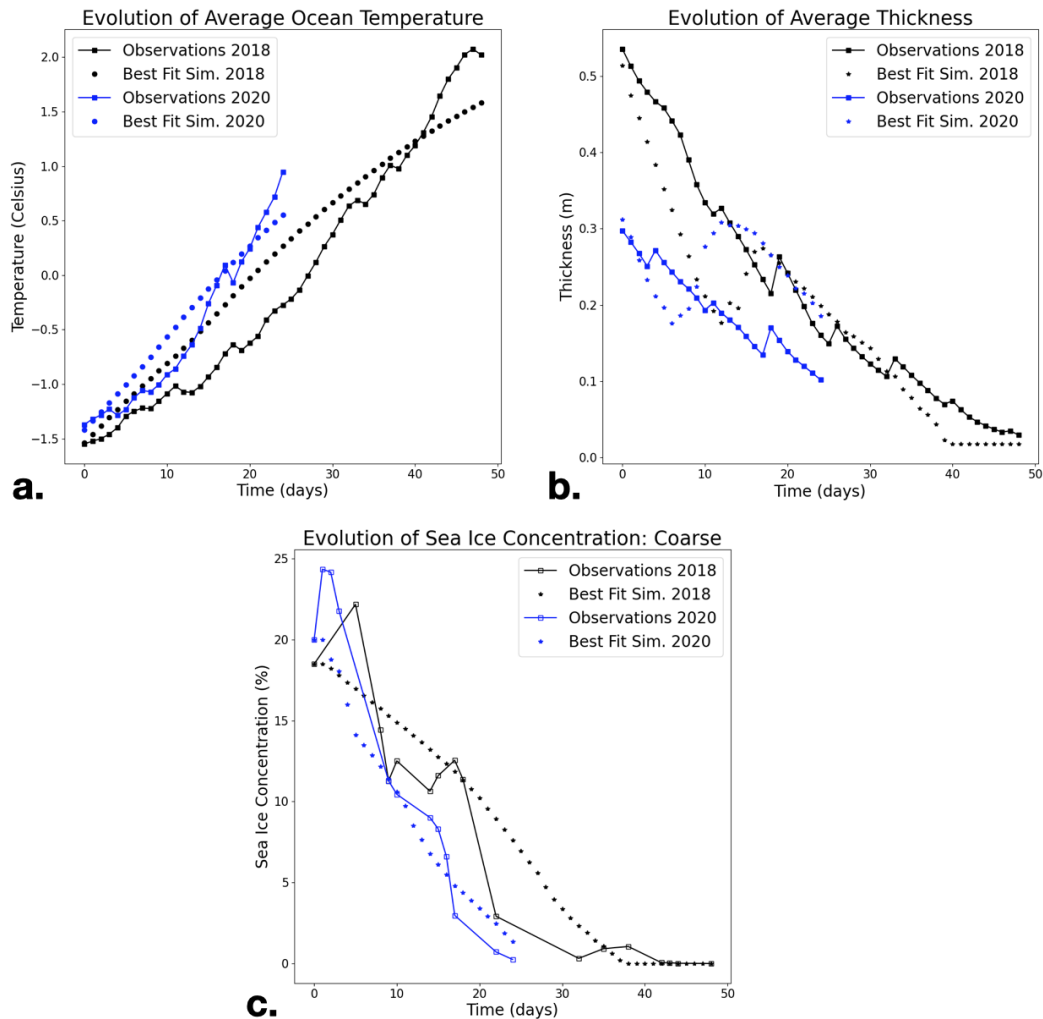 Evolution of Average Ocean Temperature
Observations 2018
Best Fit Sim. 2018
Observations 2020
Best Fit Sim. 2020
Temperature (Celsius)
2.0
1.5
1.0
0.5
0.0
−0.5
−1.0
−1.5
0 10 20 30 40 50
Time (days)
a.
Evolution of Average Thickness
Observations 2018
Best Fit Sim. 2018
Observations 2020
Best Fit Sim. 2020
Thickness (m)
0.5
0.4
0.3
0.2
0.1
0.0
0 10 20 30 40 50
Time (days)
b.
Evolution of Sea Ice Concentration: Coarse
Observations 2018
Best Fit Sim. 2018
Observations 2020
Best Fit Sim. 2020
Sea Ice Concentration (%)
25
20
15
10
5
0
0 10 20 30 40 50
Time (days)
c.